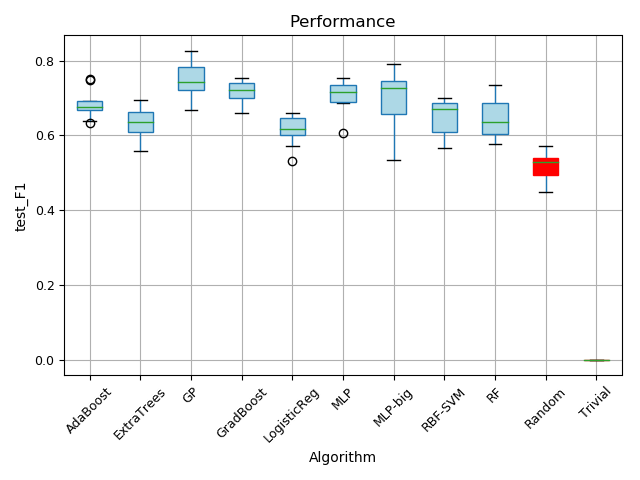 Performance
test_F1
0.8
0.6
0.4
0.2
0.0
AdaBoost
ExtraTrees
GP
GradBoost
LogisticReg
MLP
MLP-big
RBF-SVM
RF
Random
Trivial
Algorithm